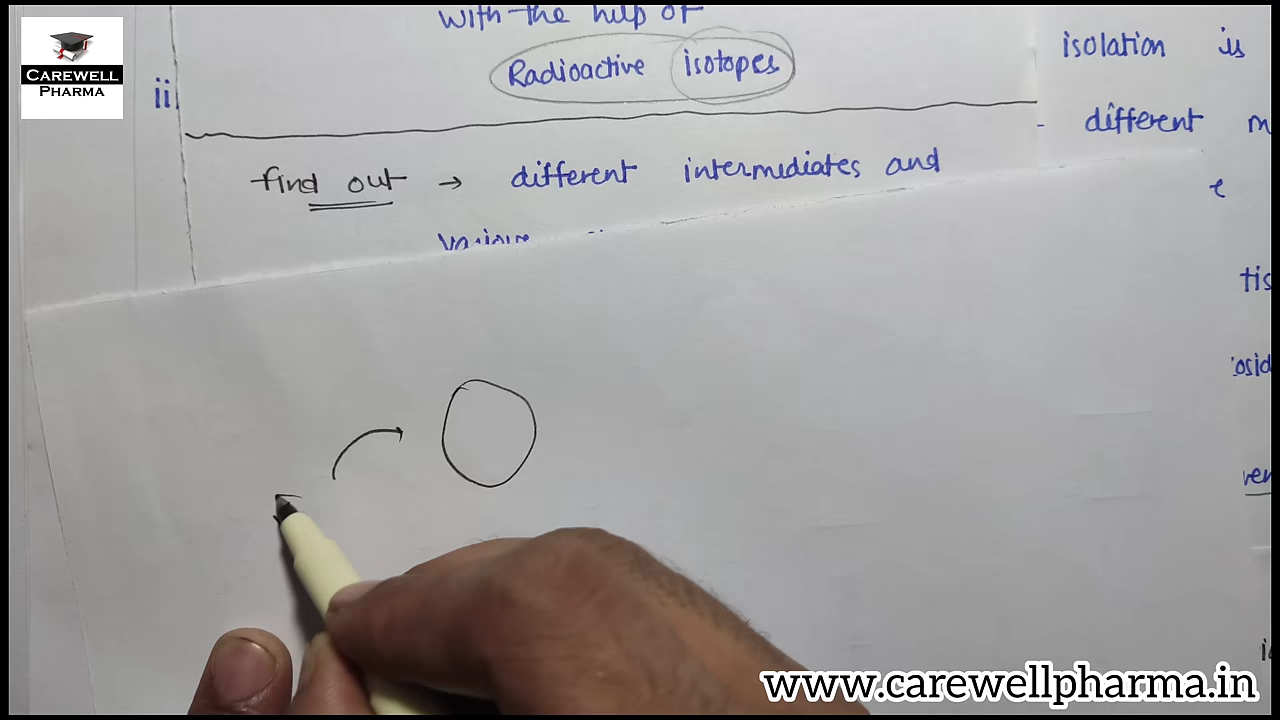 CAREWELL
PHARMA
with the help of
Radioactive isotopes
ii
find out → different intermediates and
isolation is
- different
www.carewellpharma.in